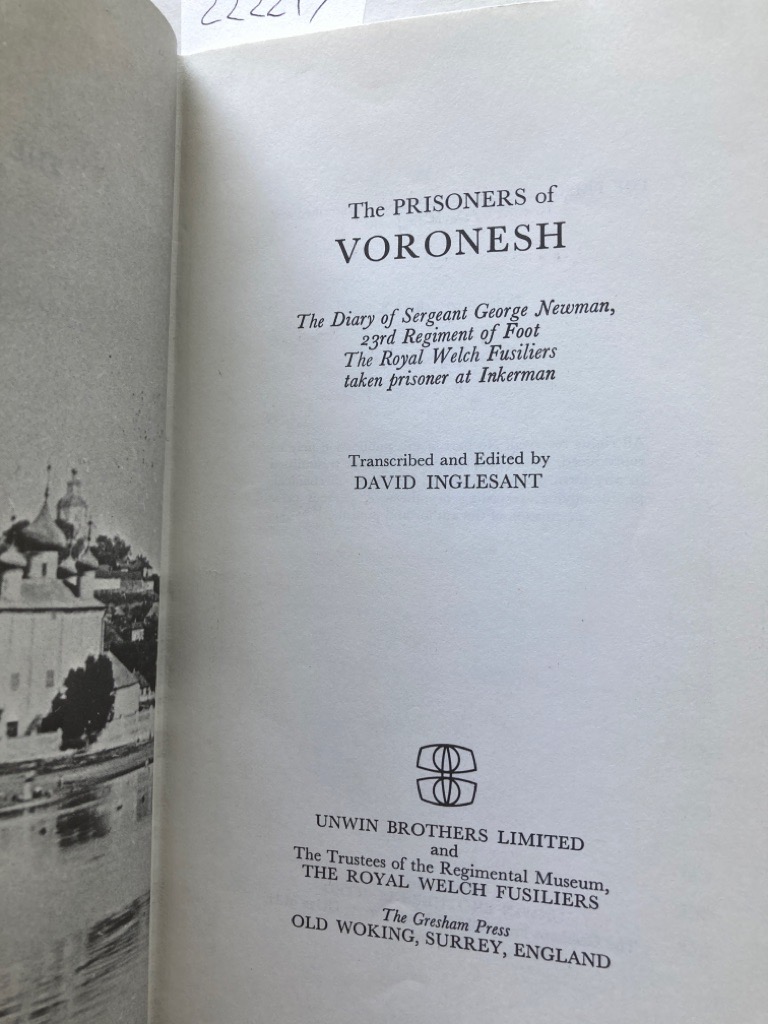 The PRISONERS of
VORONESH
The Diary of Sergeant George Newman,
23rd Regiment of Foot
The Royal Welch Fusiliers
taken prisoner at Inkerman
Transcribed and Edited by
DAVID INGLESANT
UNWIN BROTHERS LIMITED
and
The Trustees of the Regimental Museum,
THE ROYAL WELCH FUSILIERS
The Gresham Press
OLD WOKING, SURREY, ENGLAND